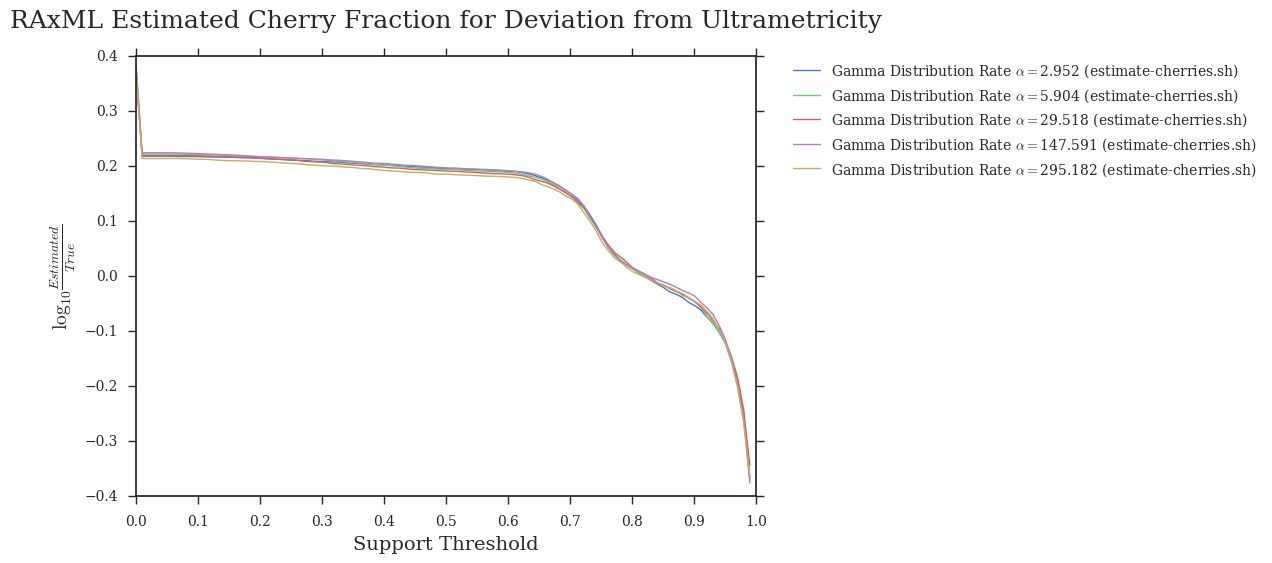 RAxML Estimated Cherry Fraction for Deviation from Ultrametricity
0.4
0.3
0.2
0.1
0.0
−0.1
−0.2
−0.3
−0.4
log10 Estimated/True
0.0 0.1 0.2 0.3 0.4 0.5 0.6 0.7 0.8 0.9 1.0
Support Threshold
Gamma Distribution Rate α = 2.952 (estimate-cherries.sh)
Gamma Distribution Rate α = 5.904 (estimate-cherries.sh)
Gamma Distribution Rate α = 29.518 (estimate-cherries.sh)
Gamma Distribution Rate α = 147.591 (estimate-cherries.sh)
Gamma Distribution Rate α = 295.182 (estimate-cherries.sh)